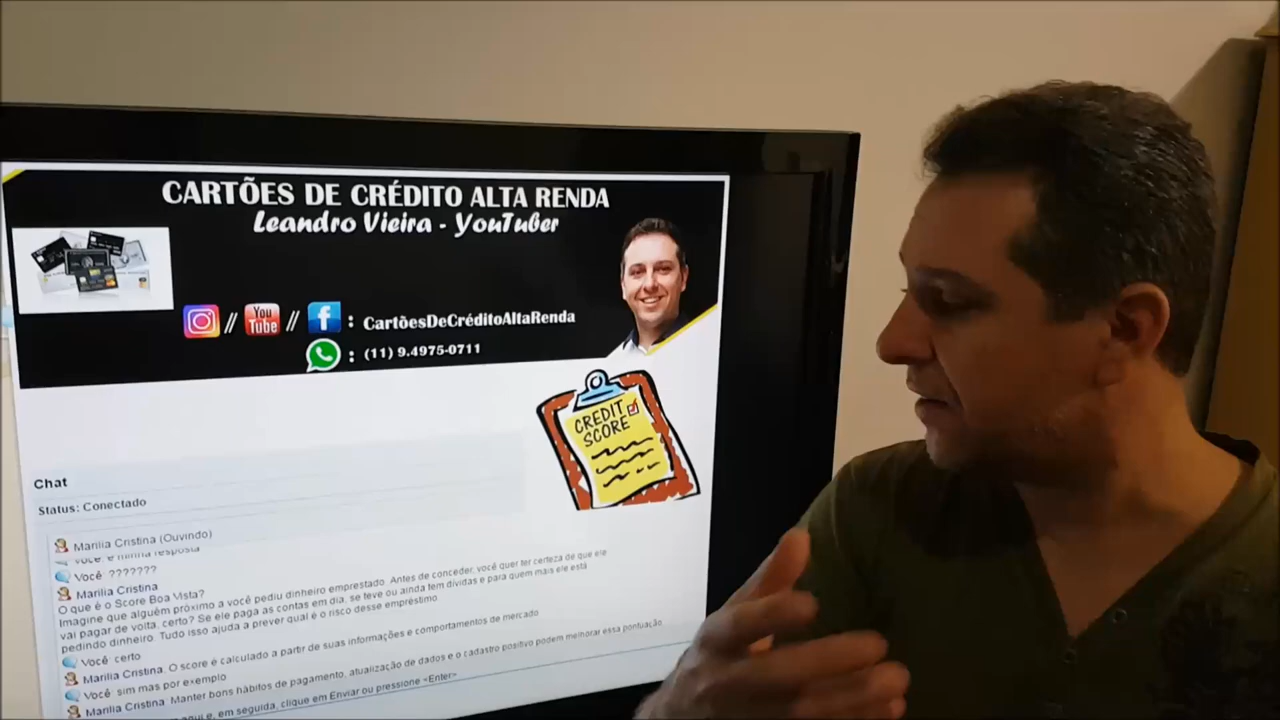 CARTÕES DE CRÉDITO ALTA RENDA
Leandro Vieira - YouTuber
You
Tube
// // : CartõesDeCréditoAltaRenda
: (11) 9.4975-0711
CREDIT
SCORE
Chat
Status: Conectado
Marilia Cristina (Ouvindo)
Você: é minha resposta
Você: ???????
Marilia Cristina
O que é o Score Boa Vista?
Imagine que alguém próximo a você pediu dinheiro emprestado. Antes de conceder, você quer ter certeza de que ele
vai pagar de volta, certo? Se ele paga as contas em dia, se teve ou ainda tem dívidas e para quem mais ele está
pedindo dinheiro. Tudo isso ajuda a prever qual é o risco desse empréstimo
Você: certo
Marilia Cristina: O score é calculado a partir de suas informações e comportamentos de mercado
Você: sim mas por exemplo
Marilia Cristina: Manter bons hábitos de pagamento, atualização de dados e o cadastro positivo podem melhorar essa pontuação.
aqui e, em seguida, clique em Enviar ou pressione <Enter>